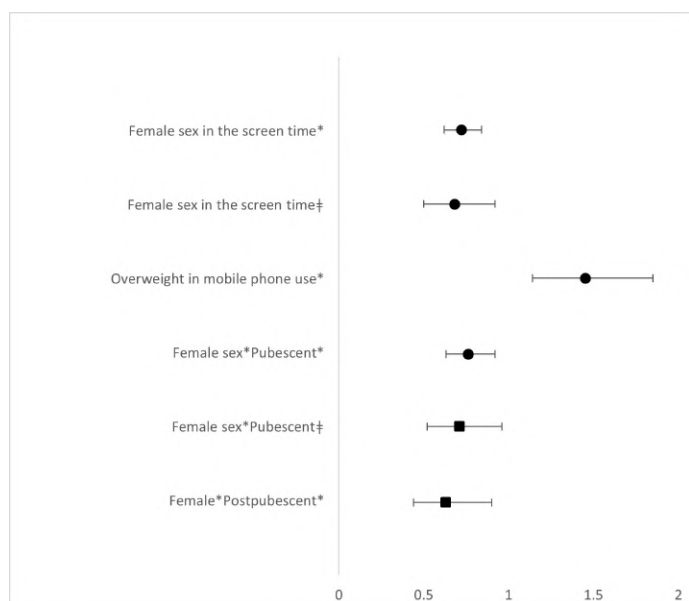 Female sex in the screen time*
Female sex in the screen time‡
Overweight in mobile phone use*
Female sex*Pubescent*
Female sex*Pubescent‡
Female*Postpubescent*
0 0.5 1 1.5 2